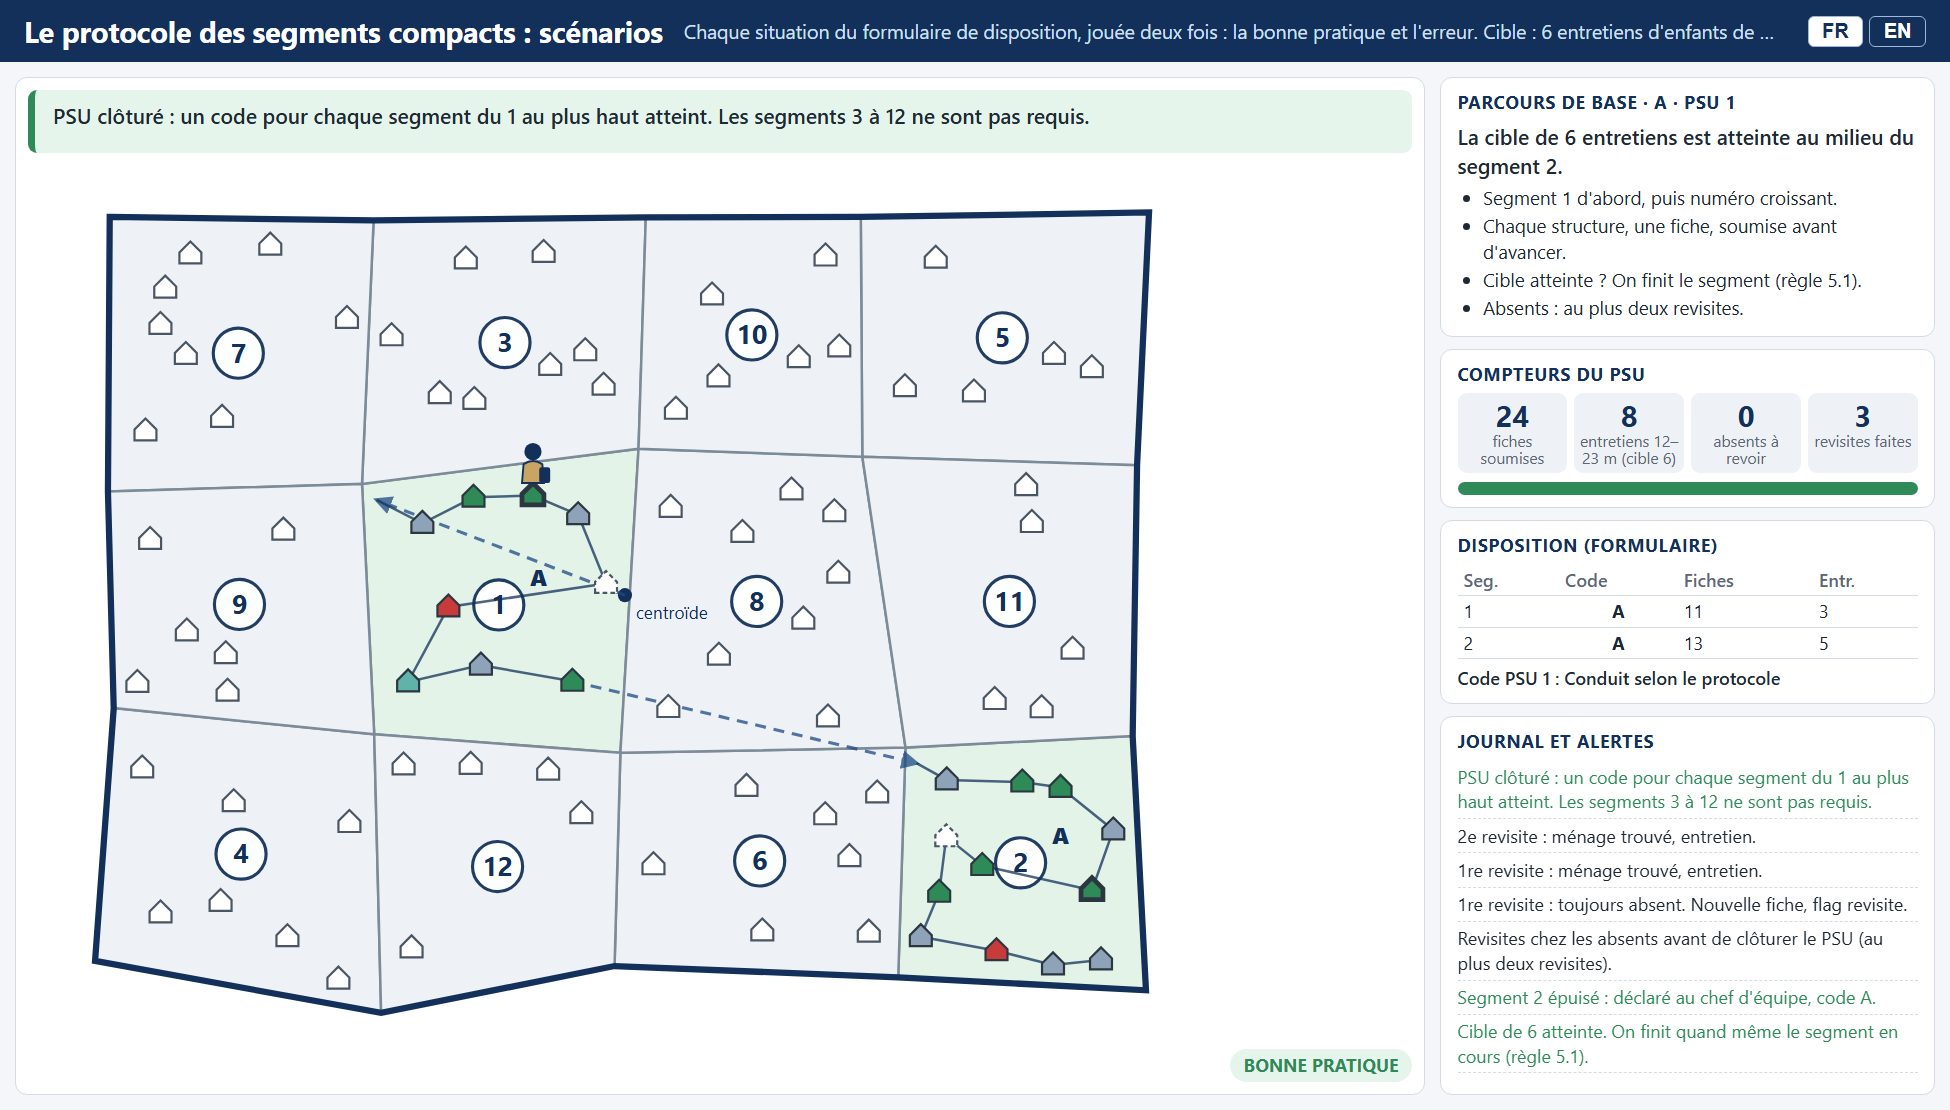 Le protocole des segments compacts : scénarios
Chaque situation du formulaire de disposition, jouée deux fois : la bonne pratique et l'erreur. Cible : 6 entretiens d'enfants de ...
FR
EN
PSU clôturé : un code pour chaque segment du 1 au plus haut atteint. Les segments 3 à 12 ne sont pas requis.
7
3
10
5
9
A
1
centroïde
8
11
4
12
6
A
2
BONNE PRATIQUE
PARCOURS DE BASE · A · PSU 1
La cible de 6 entretiens est atteinte au milieu du
segment 2.
• Segment 1 d'abord, puis numéro croissant.
• Chaque structure, une fiche, soumise avant
d'avancer.
• Cible atteinte ? On finit le segment (règle 5.1).
• Absents : au plus deux revisites.
COMPTEURS DU PSU
24
fiches
soumises
8
entretiens 12–
23 m (cible 6)
0
absents à
revoir
3
revisites faites
DISPOSITION (FORMULAIRE)
Seg. Code Fiches Entr.
1 A 11 3
2 A 13 5
Code PSU 1 : Conduit selon le protocole
JOURNAL ET ALERTES
PSU clôturé : un code pour chaque segment du 1 au plus
haut atteint. Les segments 3 à 12 ne sont pas requis.
2e revisite : ménage trouvé, entretien.
1re revisite : ménage trouvé, entretien.
1re revisite : toujours absent. Nouvelle fiche, flag revisite.
Revisites chez les absents avant de clôturer le PSU (au
plus deux revisites).
Segment 2 épuisé : déclaré au chef d'équipe, code A.
Cible de 6 atteinte. On finit quand même le segment en
cours (règle 5.1).